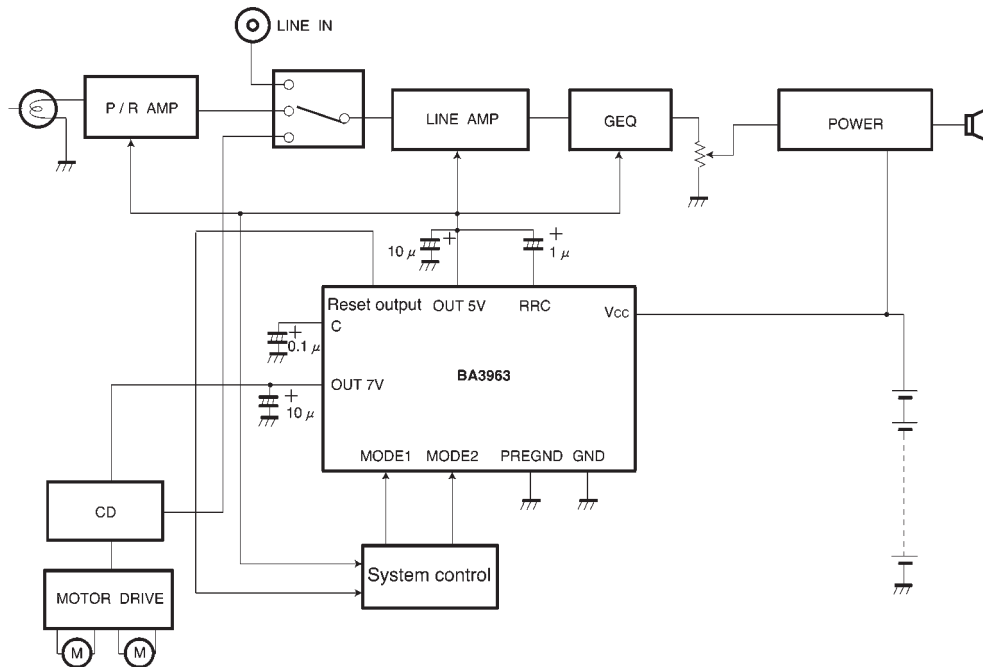 LINE IN
P / R AMP
LINE AMP
GEQ
POWER
10 μ
+
+
1 μ
Reset output
OUT 5V
RRC
Vcc
C
+
0.1 μ
BA3963
OUT 7V
+
10 μ
MODE1
MODE2
PREGND
GND
CD
System control
MOTOR DRIVE
M
M